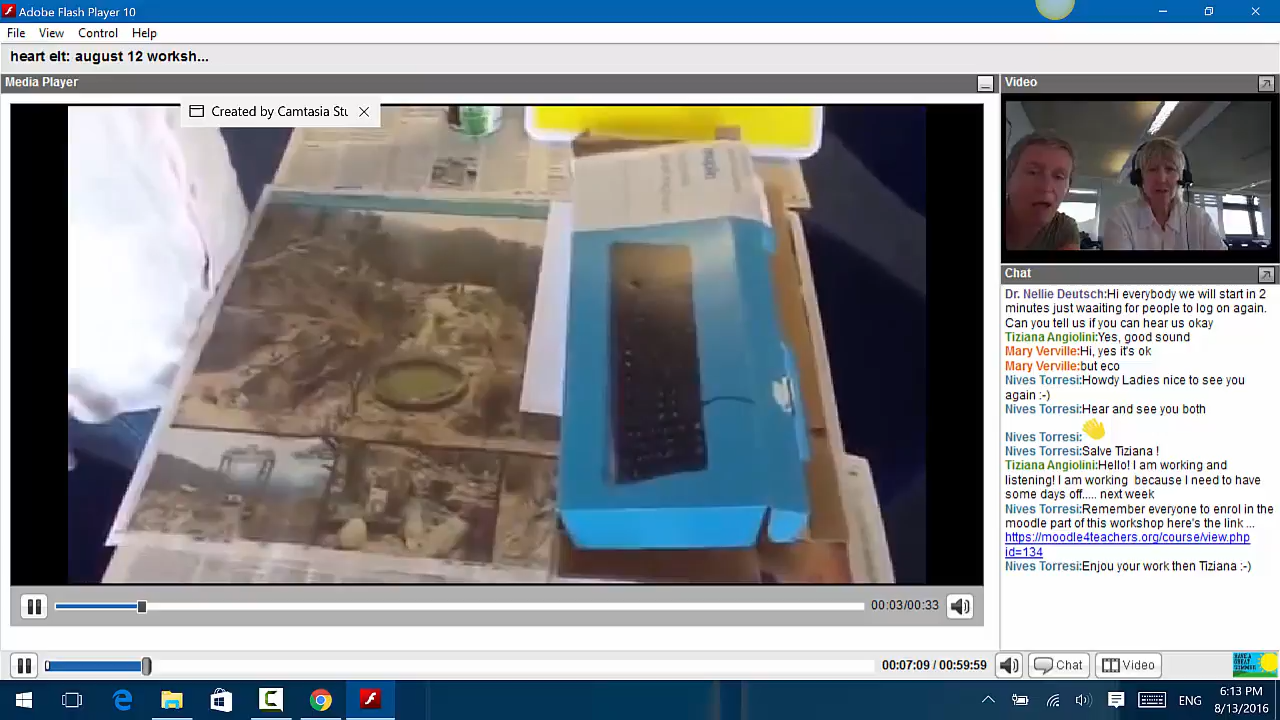 Adobe Flash Player 10
File View Control Help
heart elt: august 12 worksh...
Media Player
Created by Camtasia Stu
00:03/00:33
00:07:09 / 00:59:59
Video
Chat
Dr. Nellie Deutsch:Hi everybody we will start in 2
minutes just waaiting for people to log on again.
Can you tell us if you can hear us okay
Tiziana Angiolini:Yes, good sound
Mary Verville:Hi, yes it's ok
Mary Verville:but eco
Nives Torresi:Howdy Ladies nice to see you
again :-)
Nives Torresi:Hear and see you both
Nives Torresi:
Nives Torresi:Salve Tiziana !
Tiziana Angiolini:Hello! I am working and
listening! I am working because I need to have
some days off..... next week
Nives Torresi:Remember everyone to enrol in the
moodle part of this workshop here's the link ...
https://moodle4teachers.org/course/view.php
id=134
Nives Torresi:Enjou your work then Tiziana :-)
Chat Video
HAVE A
GREAT
SUMMER
ENG
6:13 PM
8/13/2016